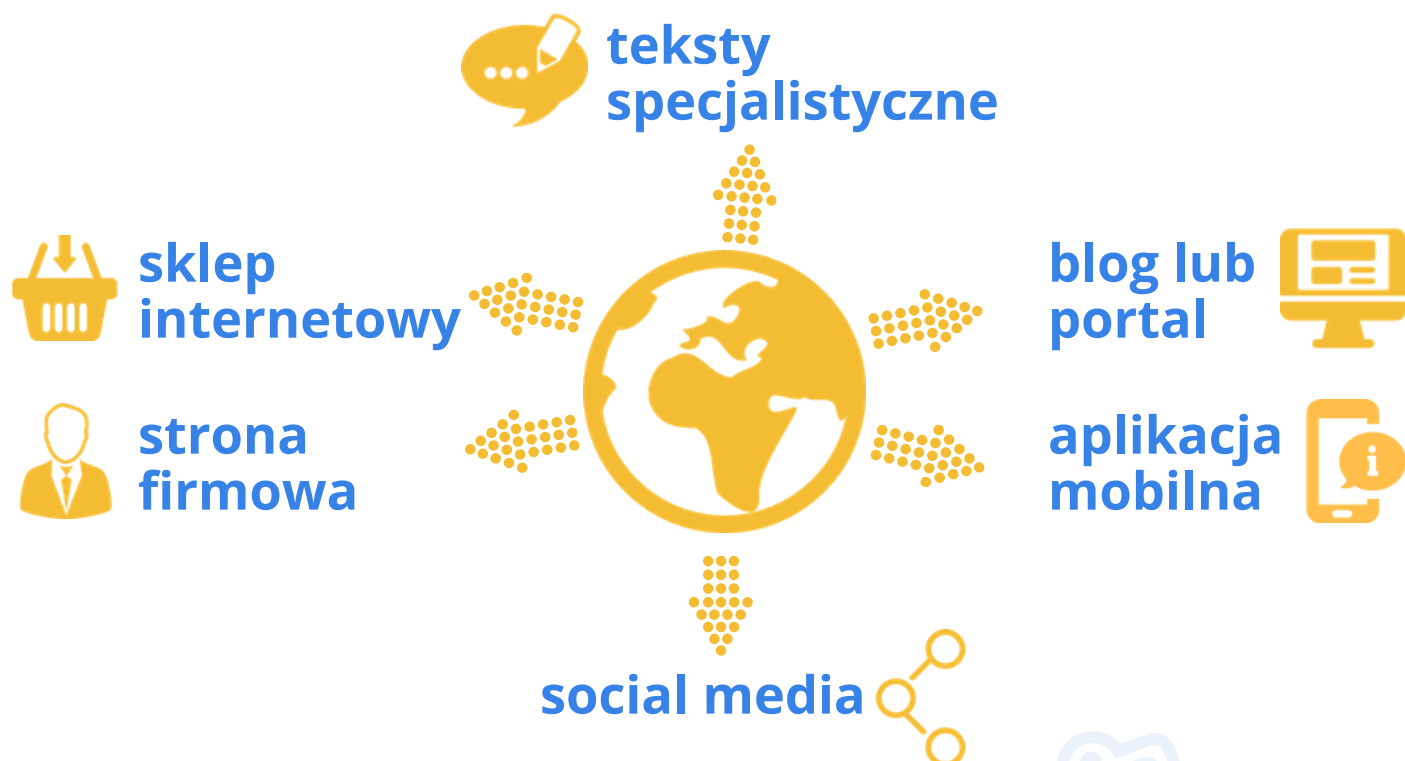 teksty
specjalistyczne
sklep
internetowy
blog lub
portal
strona
firmowa
aplikacja
mobilna
social media